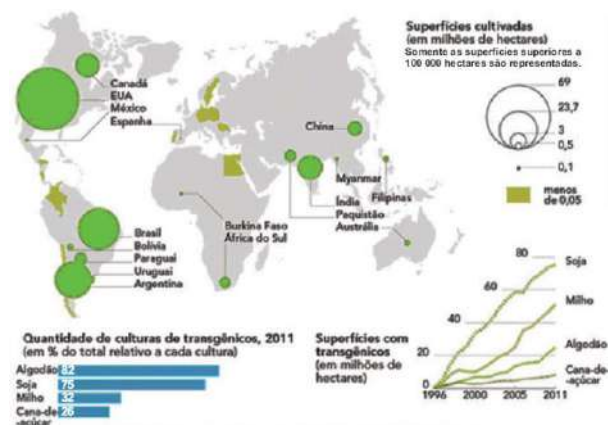 Superfícies cultivadas
(em milhões de hectares)
Somente as superfícies superiores a
100 000 hectares são representadas.
69
23,7
3
0,5
0,1
menos
de 0,05
Canadá
EUA
México
Espanha
China
Myanmar
Filipinas
Índia
Paquistão
Austrália
Burkina Faso
África do Sul
Brasil
Bolívia
Paraguai
Uruguai
Argentina
Quantidade de culturas de transgênicos, 2011
(em % do total relativo a cada cultura)
Algodão 82
Soja 75
Milho 32
Cana-de-
-açúcar 26
Superfícies com
transgênicos
(em milhões de
hectares)
80
60
40
20
0
1996
2000
2005
2011
Soja
Milho
Algodão
Cana-de-
-açúcar